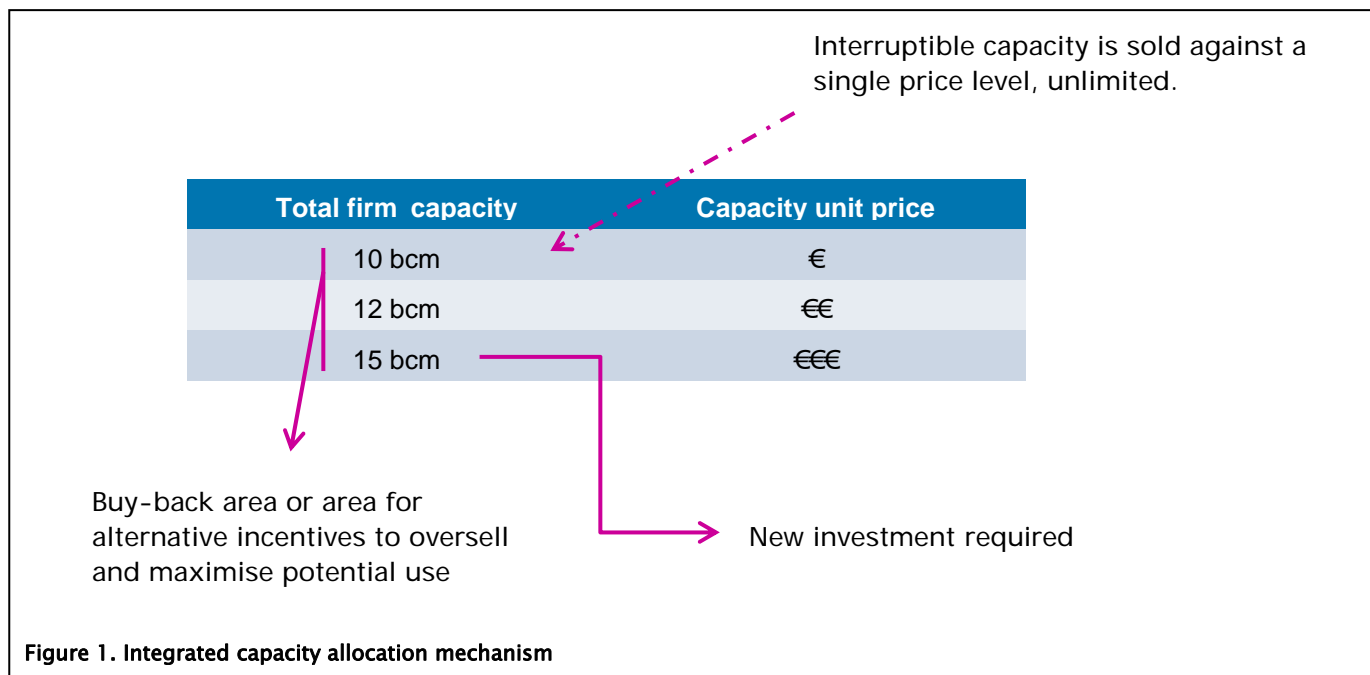 Interruptible capacity is sold against a
single price level, unlimited.
Total firm capacity Capacity unit price
10 bcm €
12 bcm €€
15 bcm €€€
Buy-back area or area for
alternative incentives to oversell
and maximise potential use
New investment required
Figure 1. Integrated capacity allocation mechanism